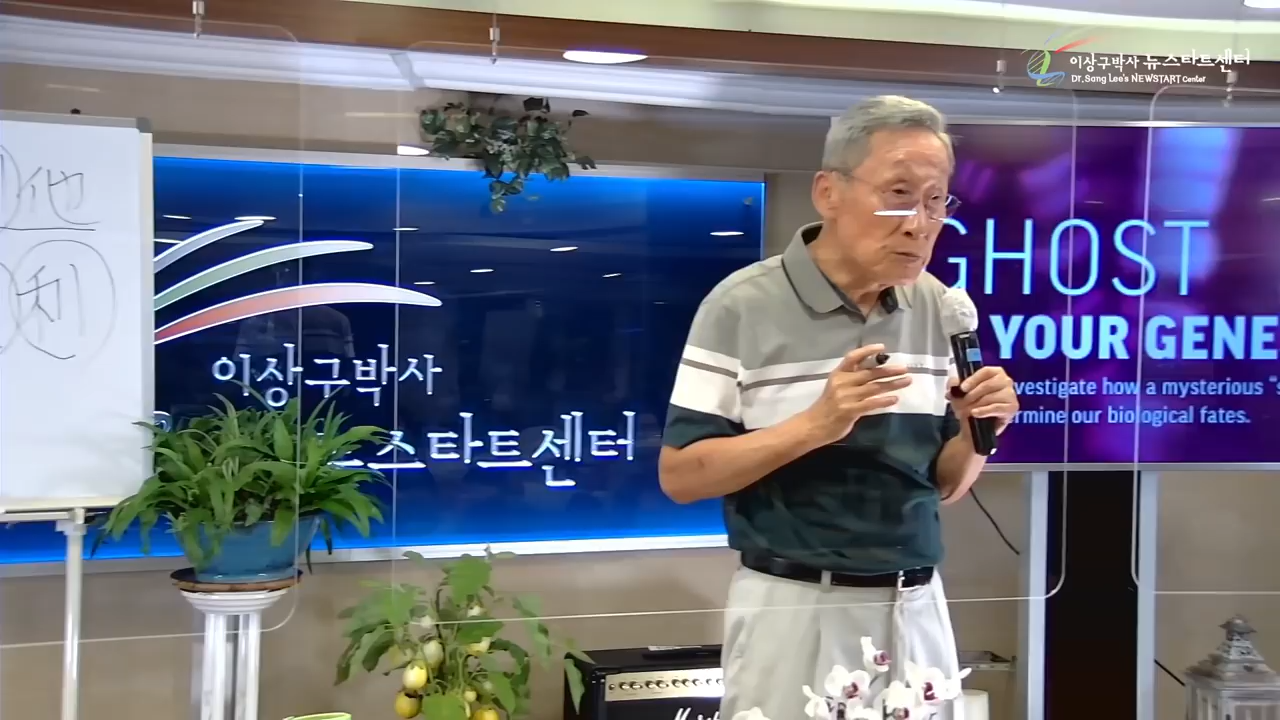 이상구박사 뉴스타트센터
Dr. Sang Lee's NEWSTART Center
他
利
이상구박사
스타트센터
GHOST
YOUR GENE
vestigate how a mysterious "s
rmine our biological fates.